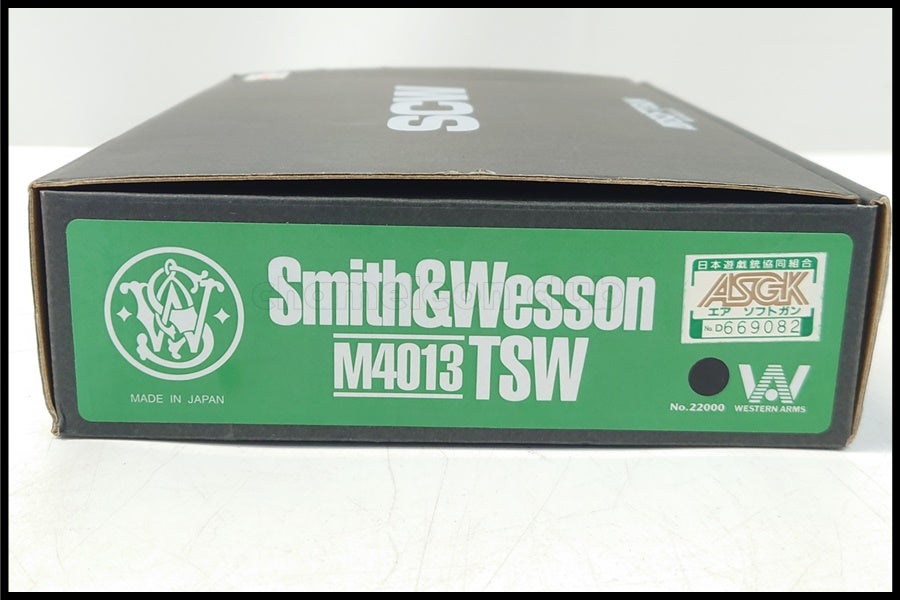 SCW
Smith&Wesson
M4013 TSW
MADE IN JAPAN
日本遊戯銃協同組合
ASGK
エア ソフトガン
No.D669082
No.22000
WESTERN ARMS